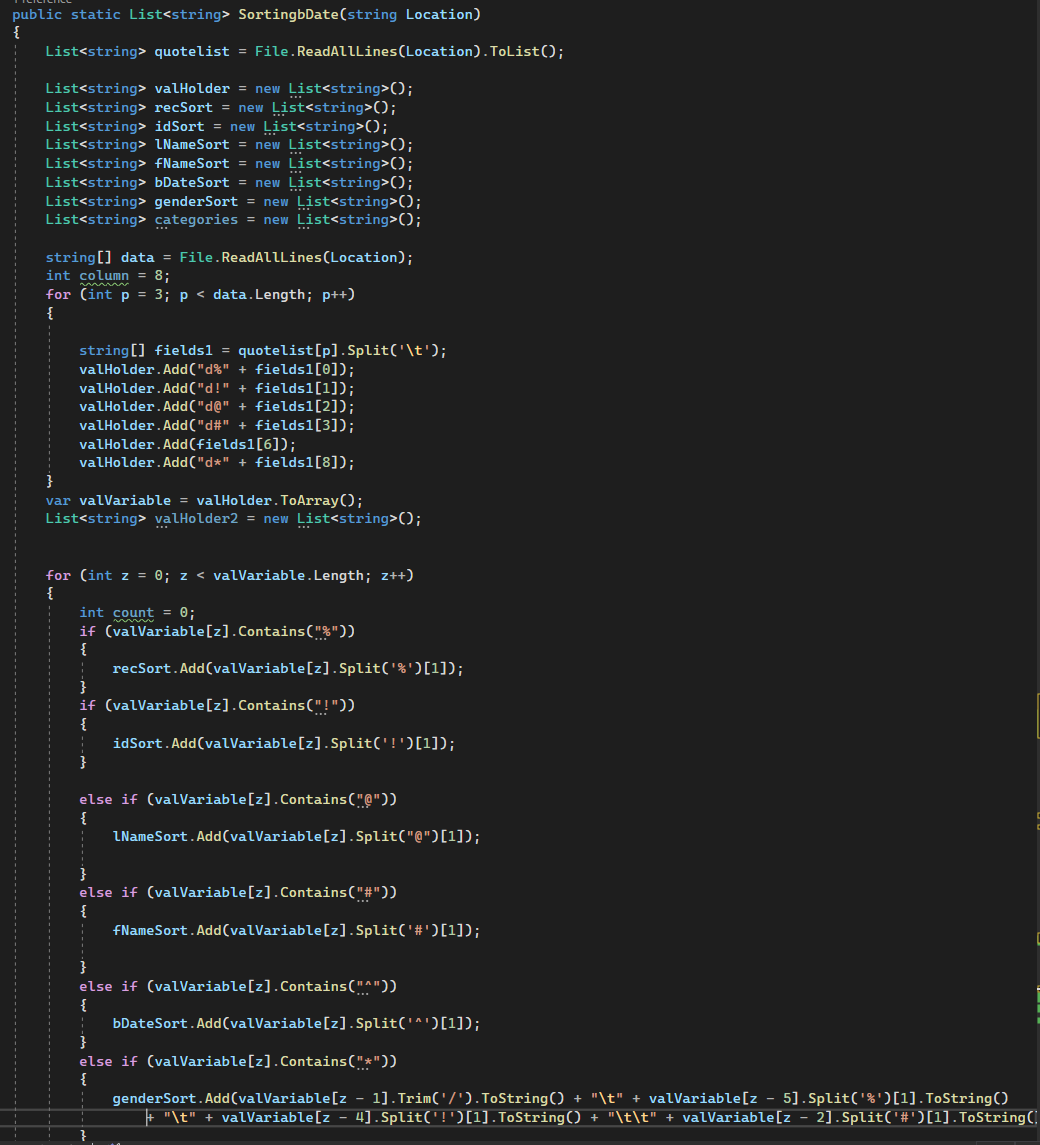 public static List<string> SortingbDate(string Location)
{
List<string> quotelist = File.ReadAllLines(Location).ToList();
List<string> valHolder = new List<string>();
List<string> recSort = new List<string>();
List<string> idSort = new List<string>();
List<string> lNameSort = new List<string>();
List<string> fNameSort = new List<string>();
List<string> bDateSort = new List<string>();
List<string> genderSort = new List<string>();
List<string> categories = new List<string>();
string[] data = File.ReadAllLines(Location);
int column = 8;
for (int p = 3; p < data.Length; p++)
{
string[] fields1 = quotelist[p].Split('\t');
valHolder.Add("d%" + fields1[0]);
valHolder.Add("d!" + fields1[1]);
valHolder.Add("d@" + fields1[2]);
valHolder.Add("d#" + fields1[3]);
valHolder.Add(fields1[6]);
valHolder.Add("d*" + fields1[8]);
}
var valVariable = valHolder.ToArray();
List<string> valHolder2 = new List<string>();
for (int z = 0; z < valVariable.Length; z++)
{
int count = 0;
if (valVariable[z].Contains("%"))
{
recSort.Add(valVariable[z].Split('%')[1]);
}
if (valVariable[z].Contains("!"))
{
idSort.Add(valVariable[z].Split('!')[1]);
}
else if (valVariable[z].Contains("@"))
{
lNameSort.Add(valVariable[z].Split("@")[1]);
}
else if (valVariable[z].Contains("#"))
{
fNameSort.Add(valVariable[z].Split('#')[1]);
}
else if (valVariable[z].Contains("^"))
{
bDateSort.Add(valVariable[z].Split('^')[1]);
}
else if (valVariable[z].Contains("*"))
{
genderSort.Add(valVariable[z - 1].Trim('/').ToString() + "\t" + valVariable[z - 5].Split('%')[1].ToString()
+ "\t" + valVariable[z - 4].Split('!')[1].ToString() + "\t\t" + valVariable[z - 2].Split('#')[1].ToString(
}